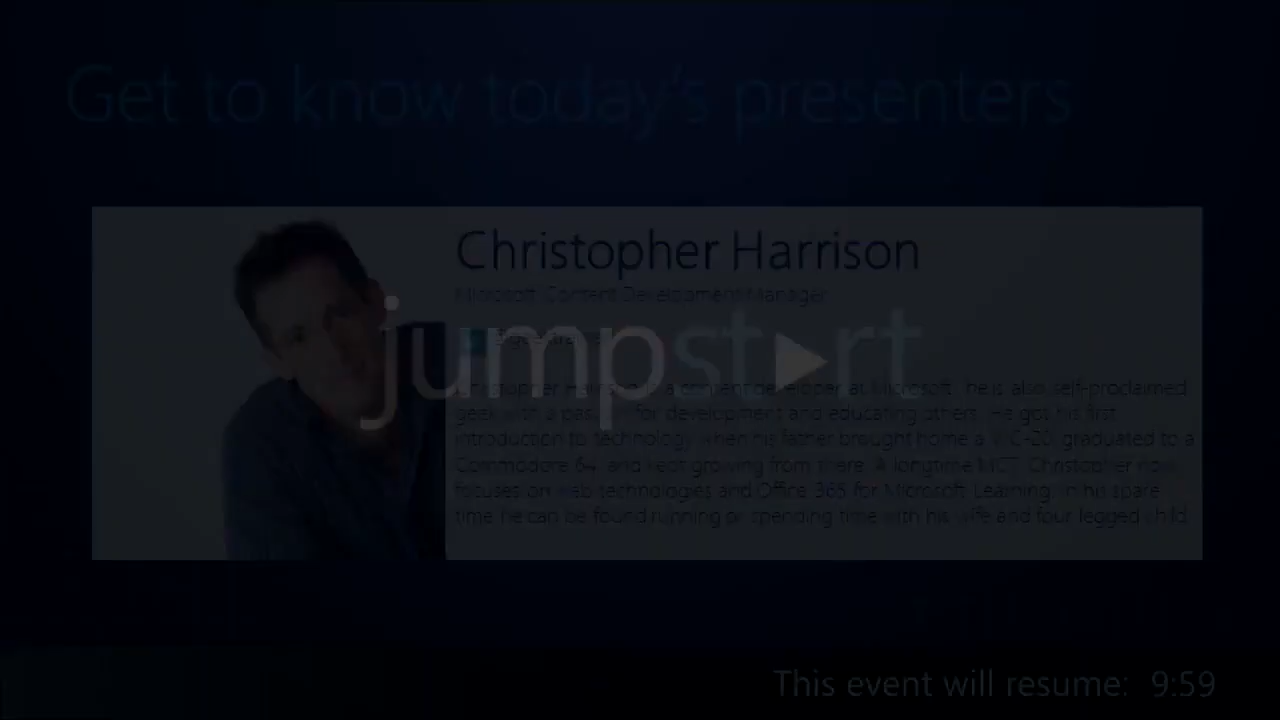 Get to know today's presenters
Christopher Harrison
Microsoft Content Development Manager
jumpstart
Christopher Harrison is a content developer at Microsoft, he is also self-proclaimed
geek with a passion for development and educating others. He got his first
introduction to technology when his father brought home a VIC-20, graduated to a
Commodore 64, and kept growing from there. A longtime MCT, Christopher now
focuses on web technologies and Office 365 for Microsoft Learning. In his spare
time he can be found running or spending time with his wife and four legged child.
This event will resume: 9:59